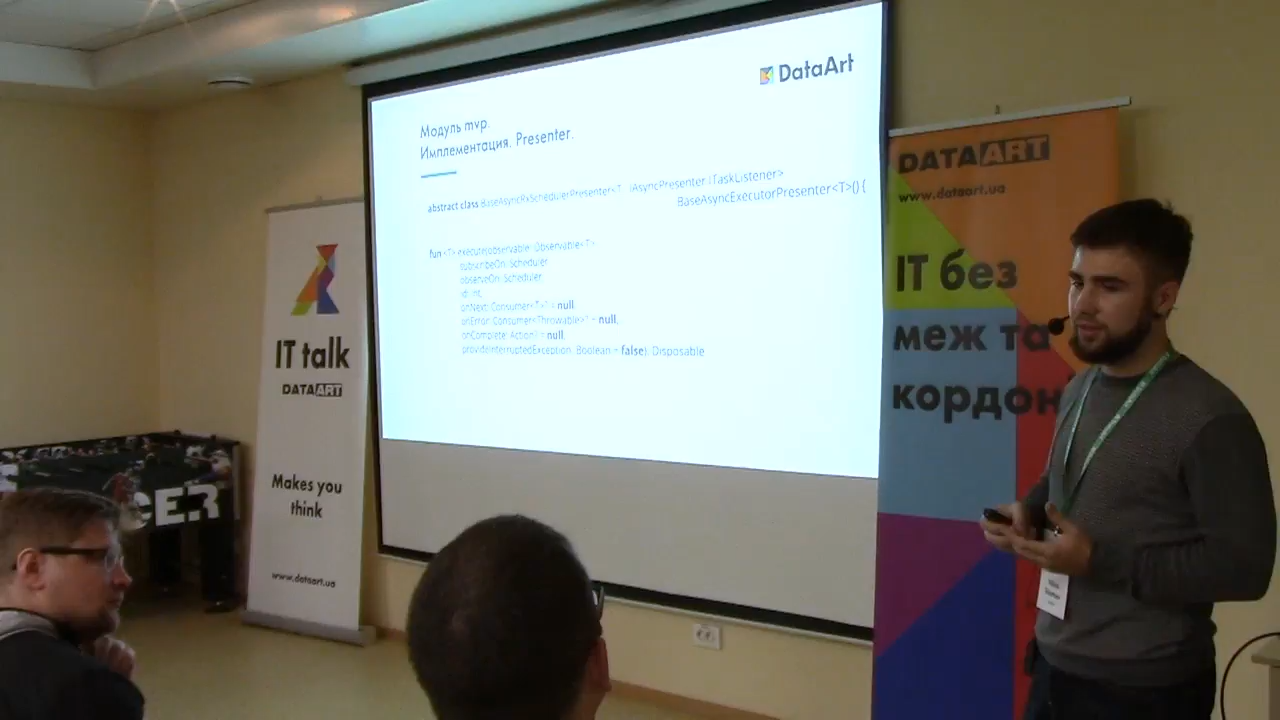 DataArt
Модуль mvp.
Имплементация. Presenter.
abstract class BaseAsyncRxSchedulerPresenter<T : IAsyncPresenter.ITaskListener>
BaseAsyncExecutorPresenter<T>() {
fun <T> execute(observable: Observable<T>
subscribeOn: Scheduler
observeOn: Scheduler,
id: Int,
onNext: Consumer<T>? = null,
onError: Consumer<Throwable>? = null,
onComplete: Action? = null,
provideInterruptedException: Boolean = false): Disposable
IT talk
DATAART
Makes you
think
www.dataart.ua
DATAART
www.dataart.ua
IT без
меж та
кордон
CER